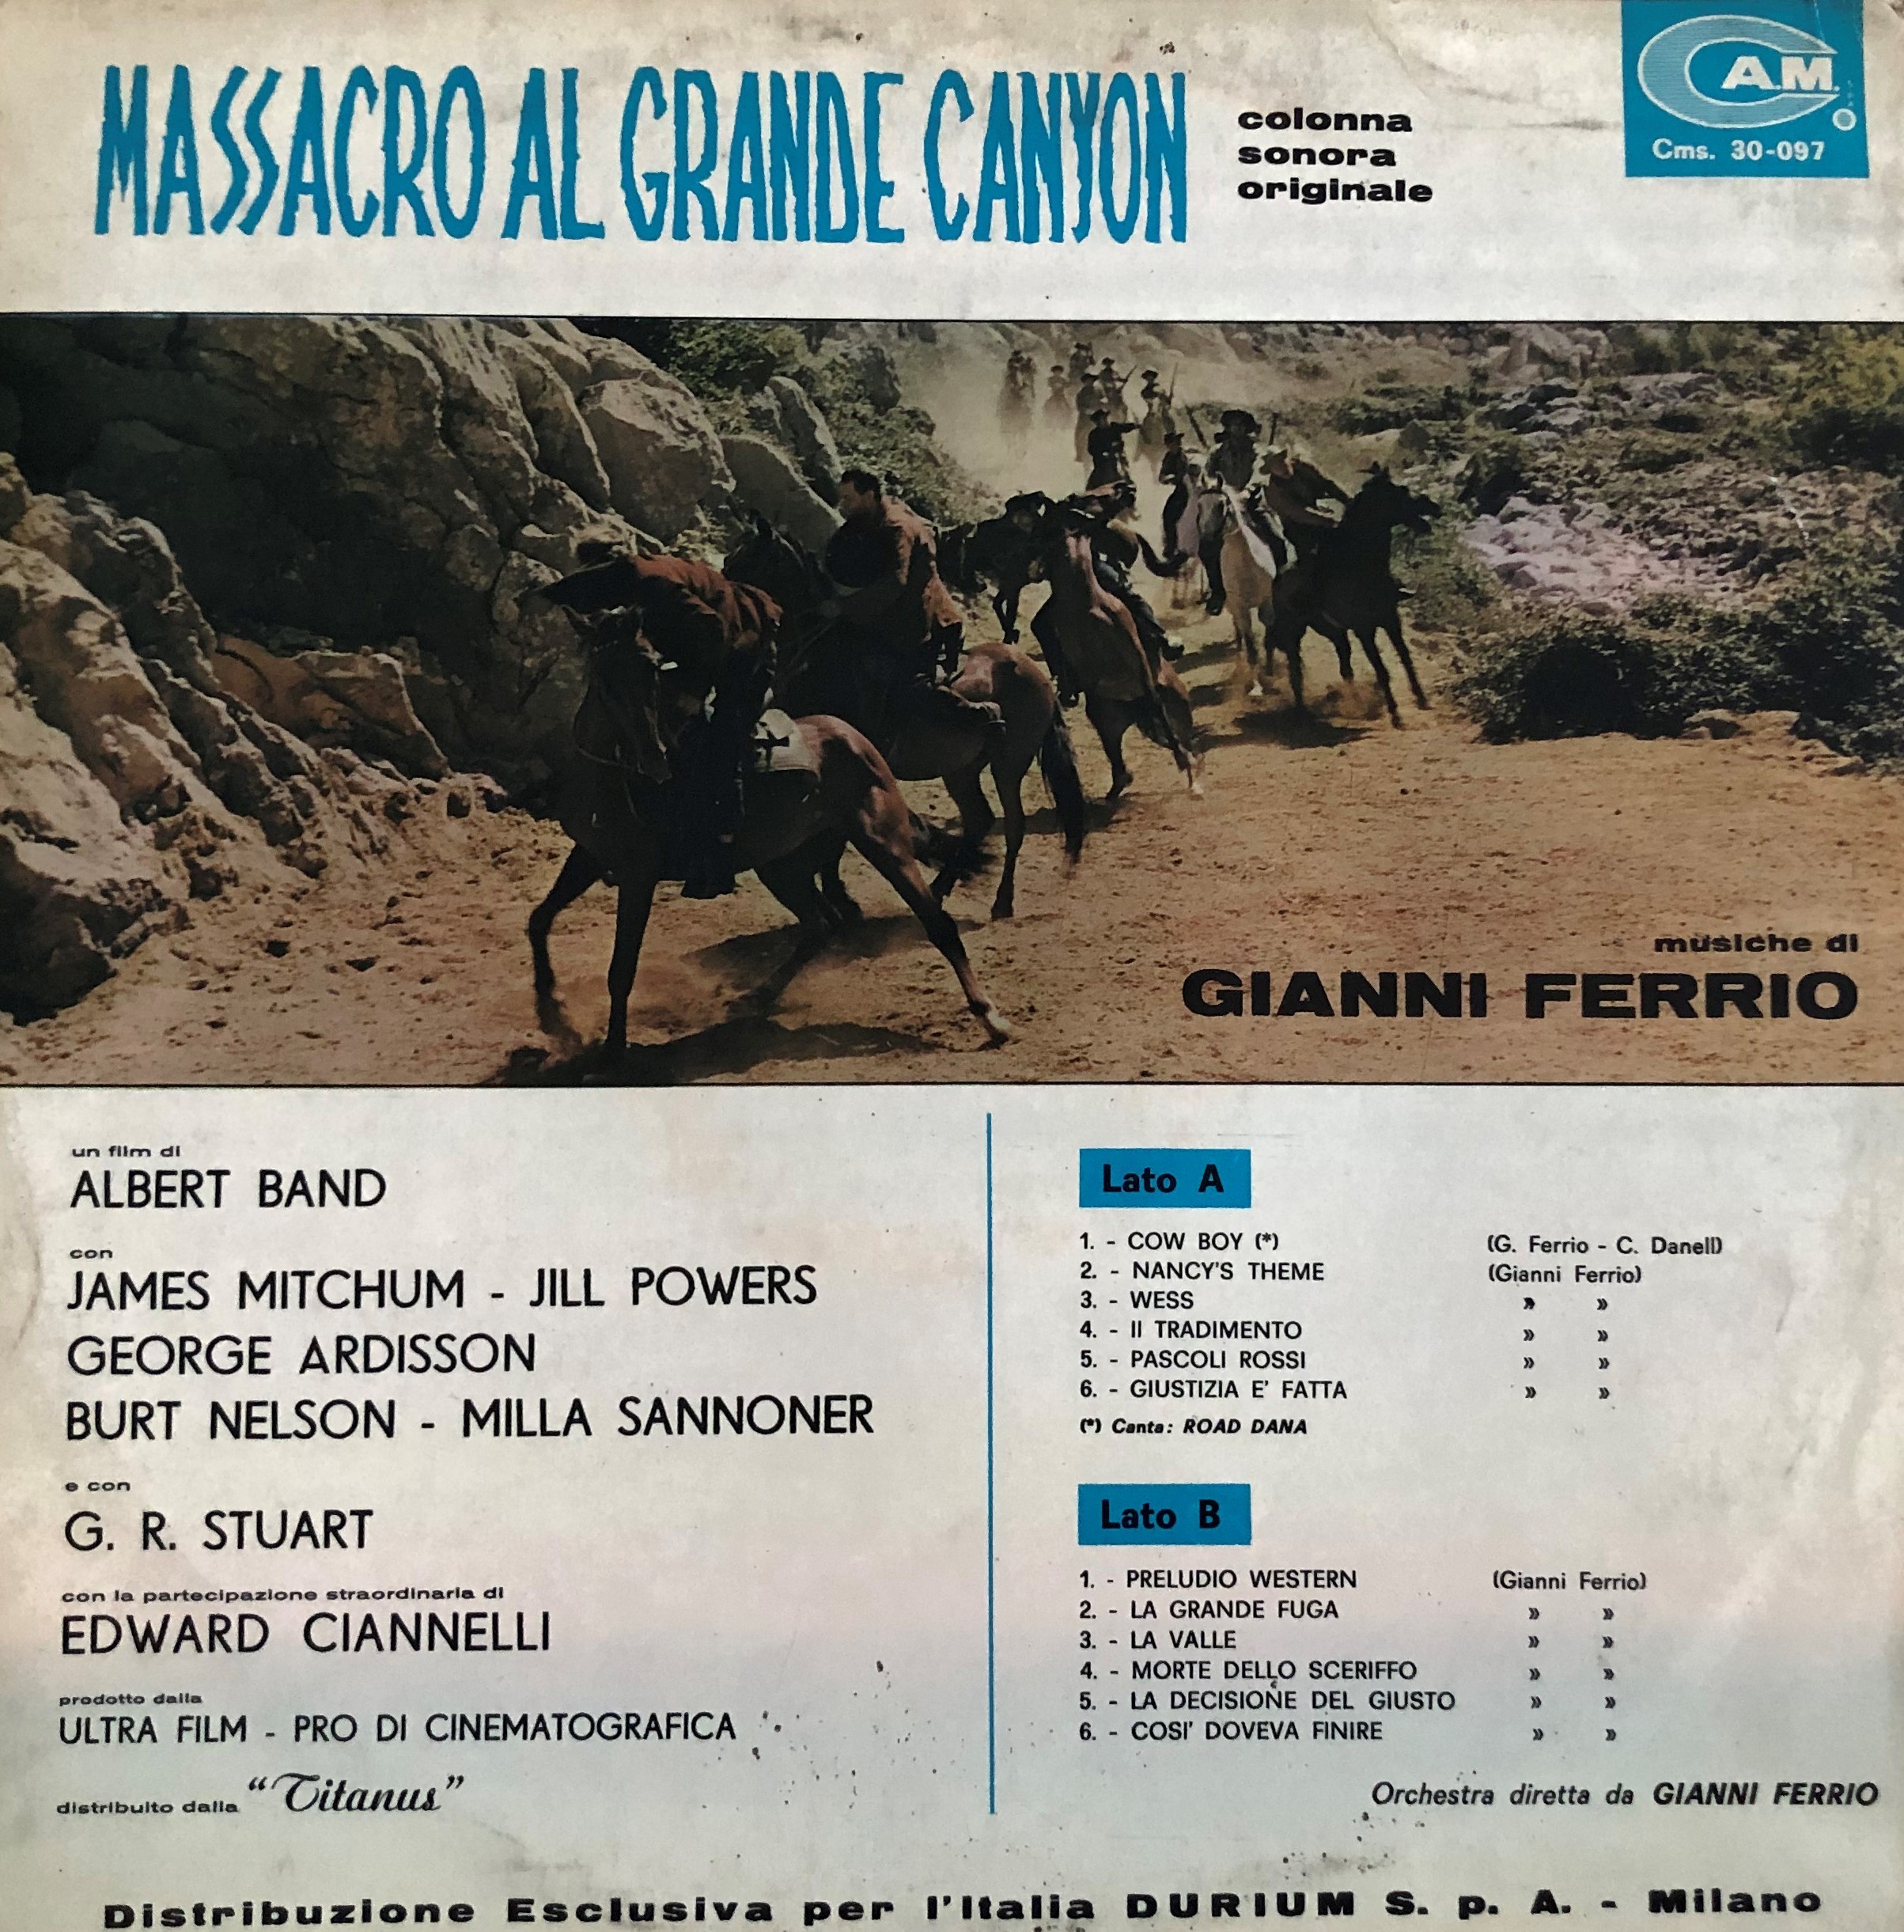 MASSACRO AL GRANDE CANYON
colonna
sonora
originale
CAM.
Cms. 30-097
musiche di
GIANNI FERRIO
un film di
ALBERT BAND
con
JAMES MITCHUM - JILL POWERS
GEORGE ARDISSON
BURT NELSON - MILLA SANNONER
e con
G. R. STUART
con la partecipazione straordinaria di
EDWARD CIANNELLI
prodotto dalla
ULTRA FILM - PRO DI CINEMATOGRAFICA
distribuito dalla "Titanus"
Lato A
1. - COW BOY (*) (G. Ferrio - C. Danell)
2. - NANCY'S THEME (Gianni Ferrio)
3. - WESS » »
4. - Il TRADIMENTO » »
5. - PASCOLI ROSSI » »
6. - GIUSTIZIA E' FATTA » »
(*) Canta: ROAD DANA
Lato B
1. - PRELUDIO WESTERN (Gianni Ferrio)
2. - LA GRANDE FUGA » »
3. - LA VALLE » »
4. - MORTE DELLO SCERIFFO » »
5. - LA DECISIONE DEL GIUSTO » »
6. - COSI' DOVEVA FINIRE » »
Orchestra diretta da GIANNI FERRIO
Distribuzione Esclusiva per l'Italia DURIUM S. p. A. - Milano